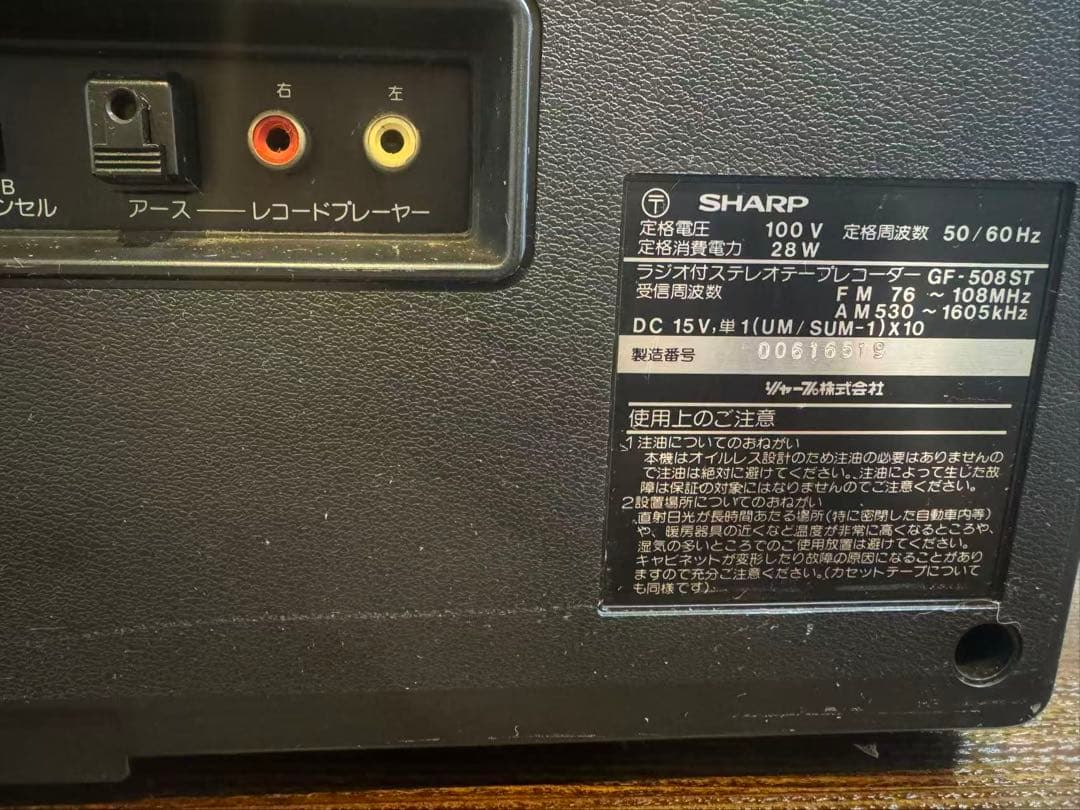 右 左
B
ンセル
アース レコードプレーヤー
〒 SHARP
定格電圧 100 V 定格周波数 50/60 Hz
定格消費電力 28 W
ラジオ付ステレオテープレコーダー GF-508ST
受信周波数 FM 76 ~ 108MHz
AM 530 ~ 1605kHz
DC 15V, 単1(UM/SUM-1)X10
製造番号 00616519
シャープ株式会社
使用上のご注意
1 注油についてのおねがい
本機はオイルレス設計のため注油の必要はありませんの
で注油は絶対に避けてください。注油によって生じた故
障は保証の対象にはなりませんのでご注意ください。
2 設置場所についてのおねがい
直射日光が長時間あたる場所(特に密閉した自動車内等)
や、暖房器具の近くなど温度が非常に高くなるところや、
湿気の多いところでのご使用放置は避けてください。
キャビネットが変形したり故障の原因になることがあり
ますので充分ご注意ください。(カセットテープについて
も同様です)